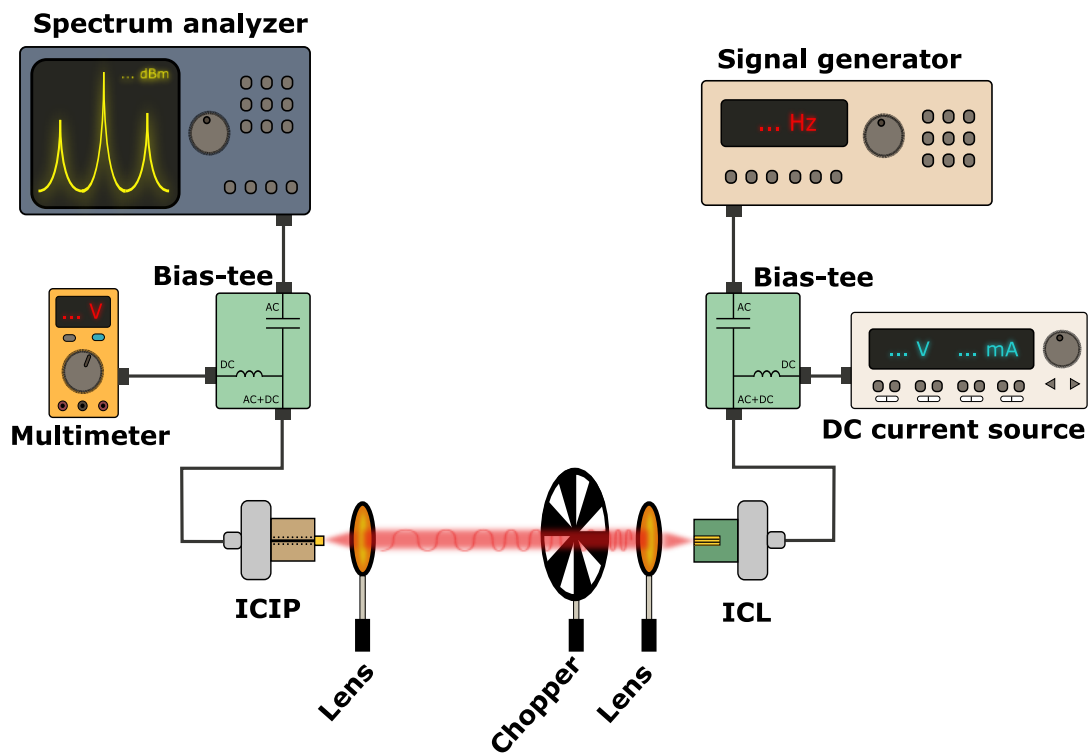 Spectrum analyzer
... dBm
Signal generator
... Hz
Bias-tee
AC
DC
AC+DC
... V
Multimeter
Bias-tee
AC
DC
AC+DC
... V ... mA
DC current source
ICIP
ICL
Lens
Chopper
Lens